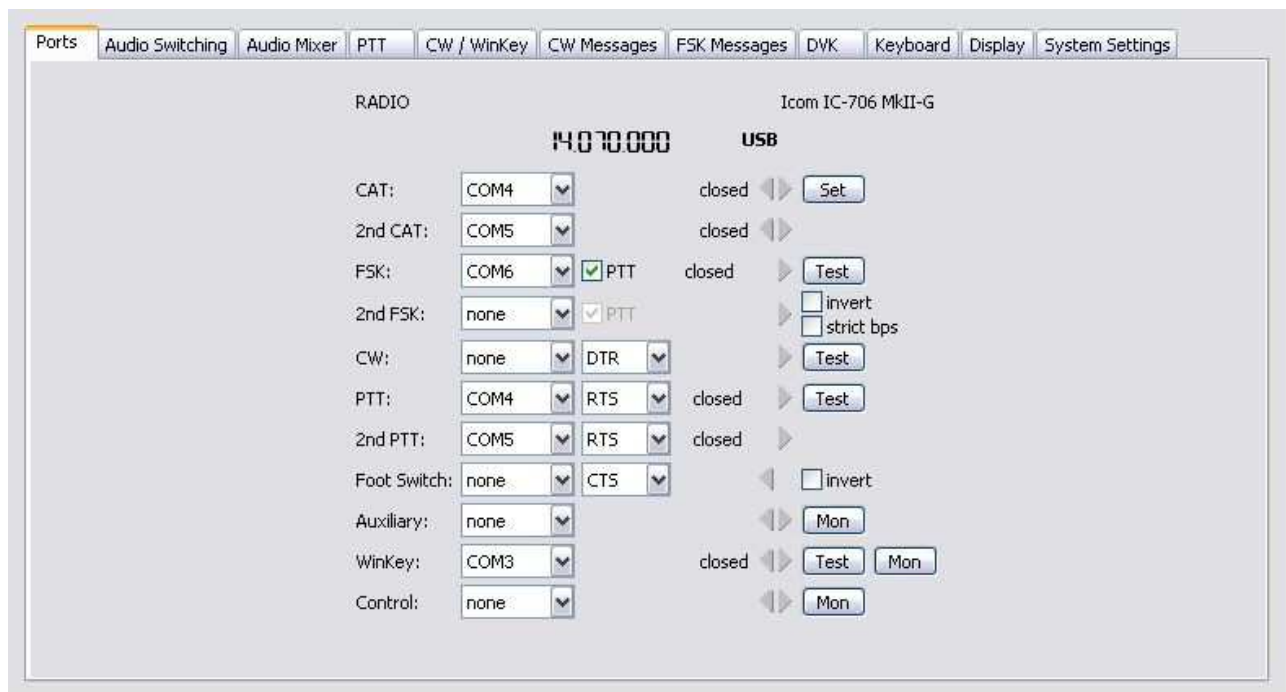 Ports Audio Switching Audio Mixer PTT CW / WinKey CW Messages FSK Messages DVK Keyboard Display System Settings
RADIO Icom IC-706 MkII-G
14.070.000 USB
CAT: COM4 closed Set
2nd CAT: COM5 closed
FSK: COM6 PTT closed Test
2nd FSK: none PTT invert
strict bps
CW: none DTR Test
PTT: COM4 RTS closed Test
2nd PTT: COM5 RTS closed
Foot Switch: none CTS invert
Auxiliary: none Mon
WinKey: COM3 closed Test Mon
Control: none Mon